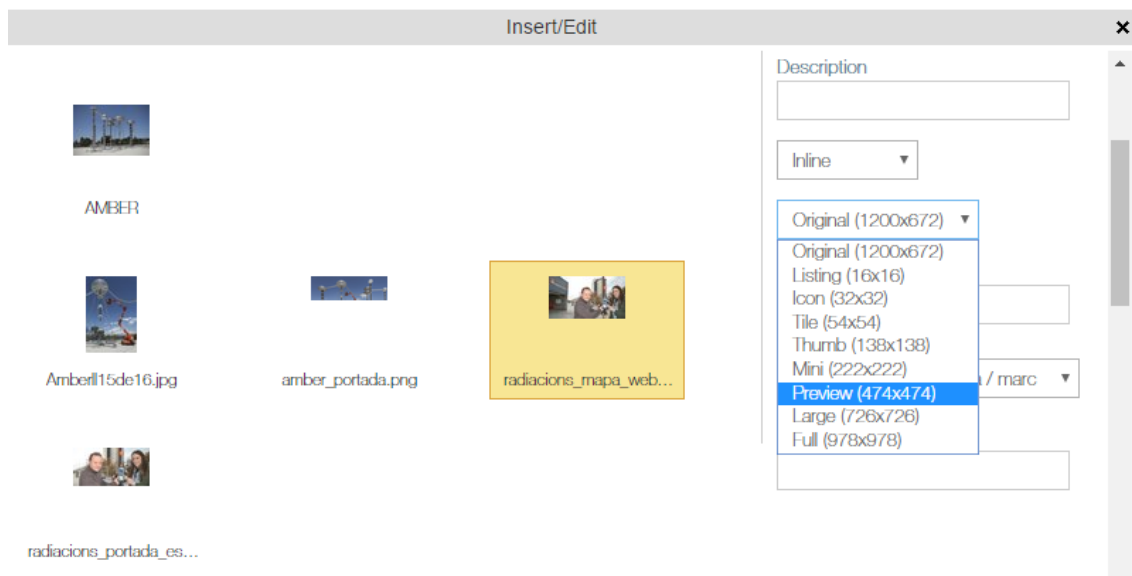 Insert/Edit
×
Description
Inline ▼
AMBER
Original (1200x672) ▼
Original (1200x672)
Listing (16x16)
Icon (32x32)
Tile (54x54)
Thumb (138x138)
Mini (222x222)
Preview (474x474)
Large (726x726)
Full (978x978)
/ marc ▼
AmberII15de16.jpg
amber_portada.png
radiacions_mapa_web...
radiacions_portada_es...